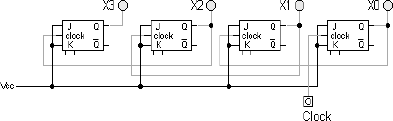 X3 X2 X1 X0
J Q J Q J Q J Q
clock clock clock clock
K Q̅ K Q̅ K Q̅ K Q̅
Vcc
Clock